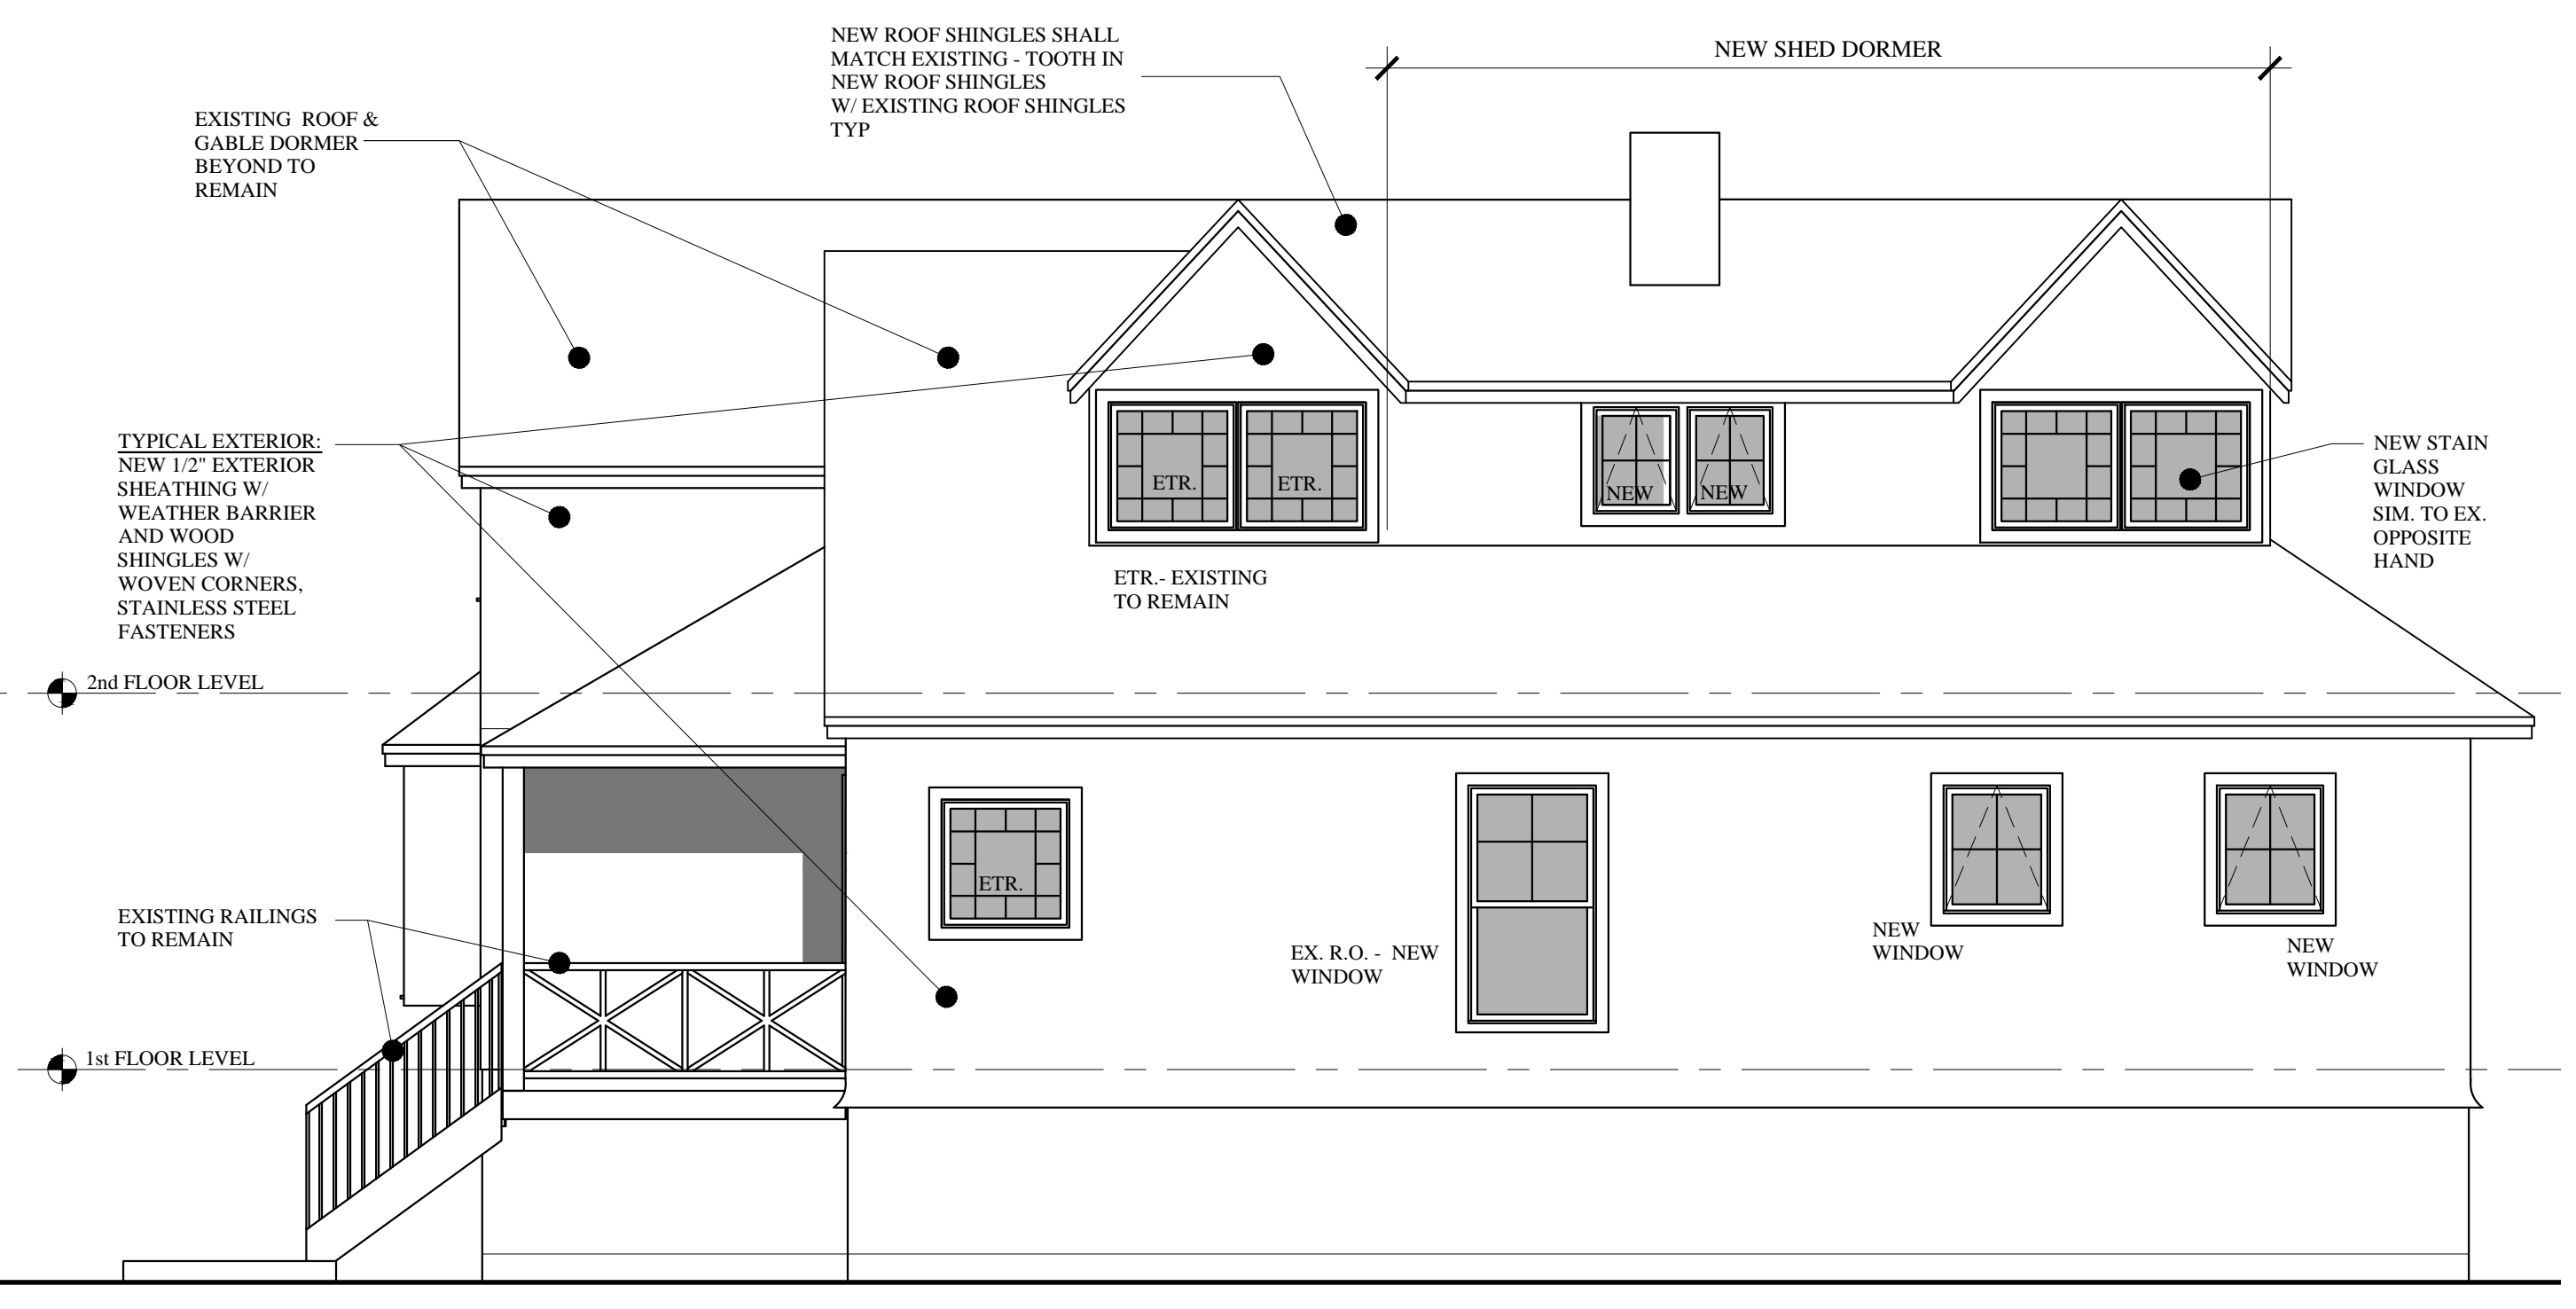 NEW ROOF SHINGLES SHALL
MATCH EXISTING - TOOTH IN
NEW ROOF SHINGLES
W/ EXISTING ROOF SHINGLES
TYP
NEW SHED DORMER
EXISTING ROOF &
GABLE DORMER
BEYOND TO
REMAIN
TYPICAL EXTERIOR:
NEW 1/2" EXTERIOR
SHEATHING W/
WEATHER BARRIER
AND WOOD
SHINGLES W/
WOVEN CORNERS,
STAINLESS STEEL
FASTENERS
ETR.
ETR.
NEW
NEW
NEW STAIN
GLASS
WINDOW
SIM. TO EX.
OPPOSITE
HAND
ETR.- EXISTING
TO REMAIN
2nd FLOOR LEVEL
ETR.
EXISTING RAILINGS
TO REMAIN
EX. R.O. - NEW
WINDOW
NEW
WINDOW
NEW
WINDOW
1st FLOOR LEVEL